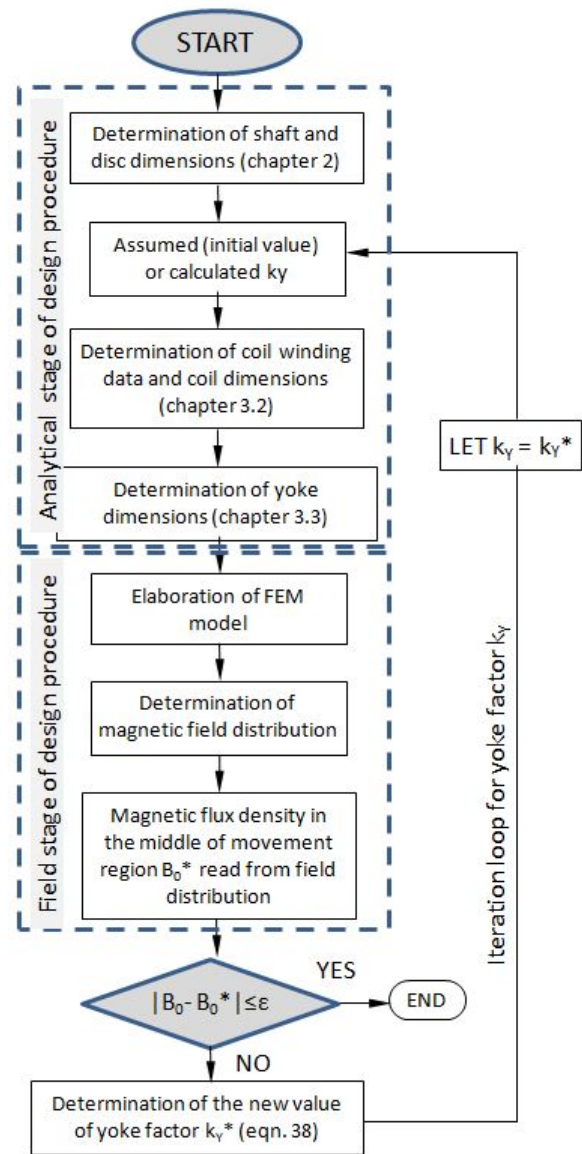 START
Analytical stage of design procedure
Determination of shaft and
disc dimensions (chapter 2)
Assumed (initial value)
or calculated ky
Determination of coil winding
data and coil dimensions
(chapter 3.2)
Determination of yoke
dimensions (chapter 3.3)
LET kY = kY*
Iteration loop for yoke factor kY
Field stage of design procedure
Elaboration of FEM
model
Determination of
magnetic field distribution
Magnetic flux density in
the middle of movement
region B0* read from field
distribution
|B0- B0*|≤ε
YES
END
NO
Determination of the new value
of yoke factor kY* (eqn. 38)